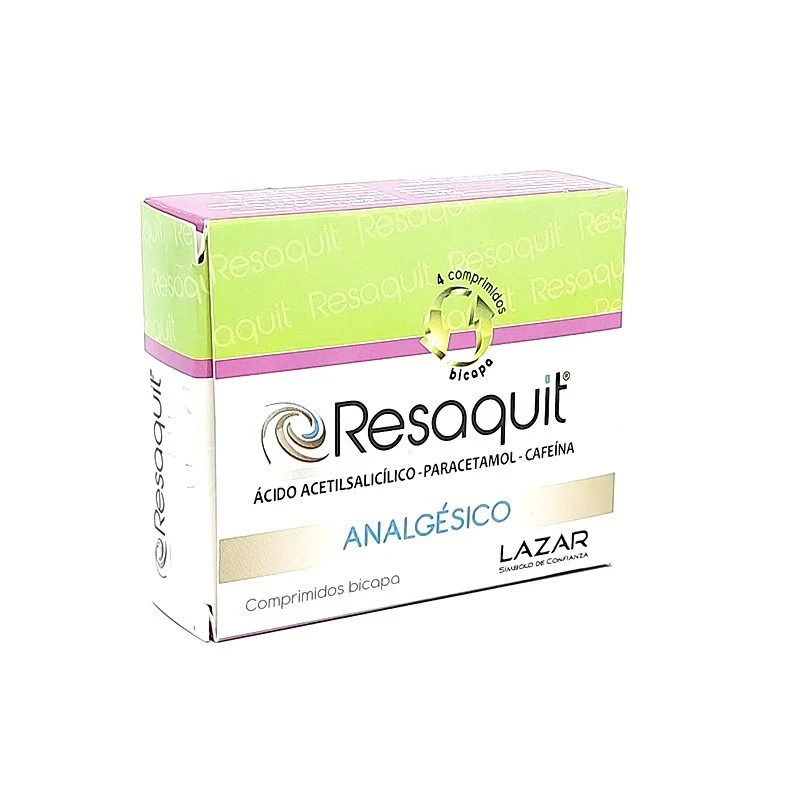 Resaquit
Resaquit
Resaquit
Resaquit
Resaquit
4 comprimidos
bicapa
Resaquit®
ÁCIDO ACETILSALICÍLICO - PARACETAMOL - CAFEÍNA
ANALGÉSICO
LAZAR
SÍMBOLO DE CONFIANZA
Comprimidos bicapa
Resaquit